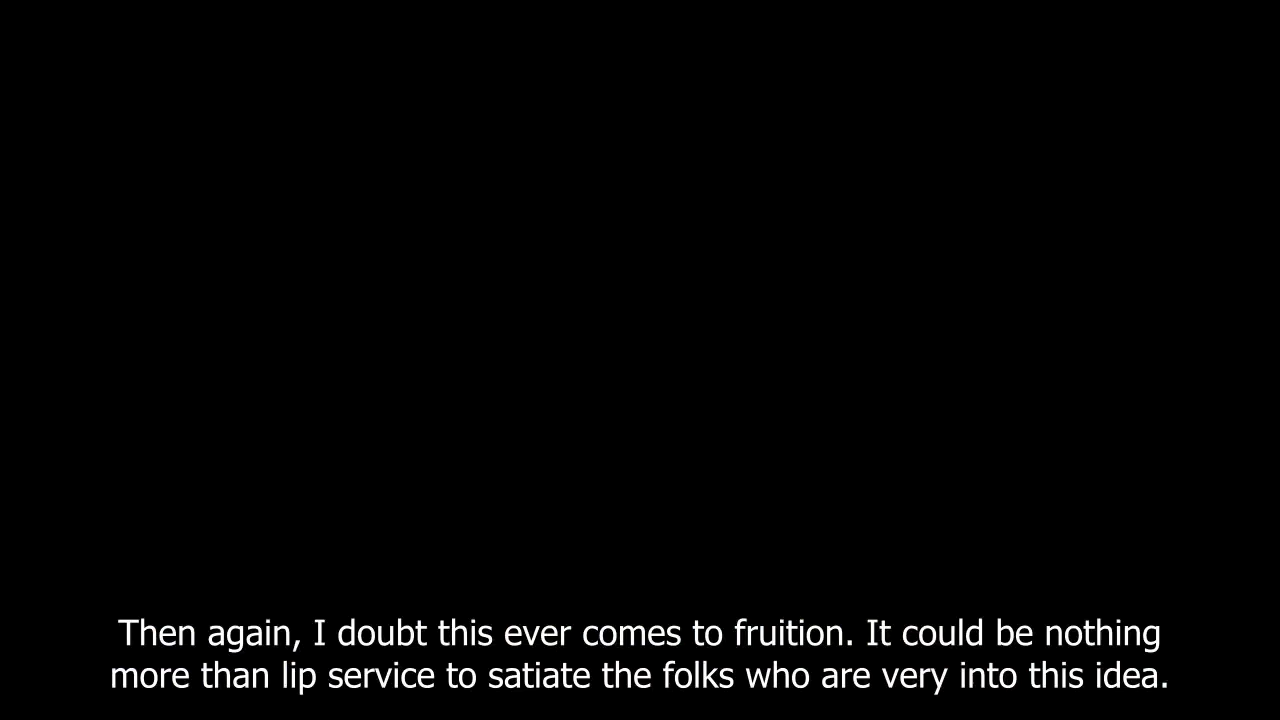 Then again, I doubt this ever comes to fruition. It could be nothing
more than lip service to satiate the folks who are very into this idea.